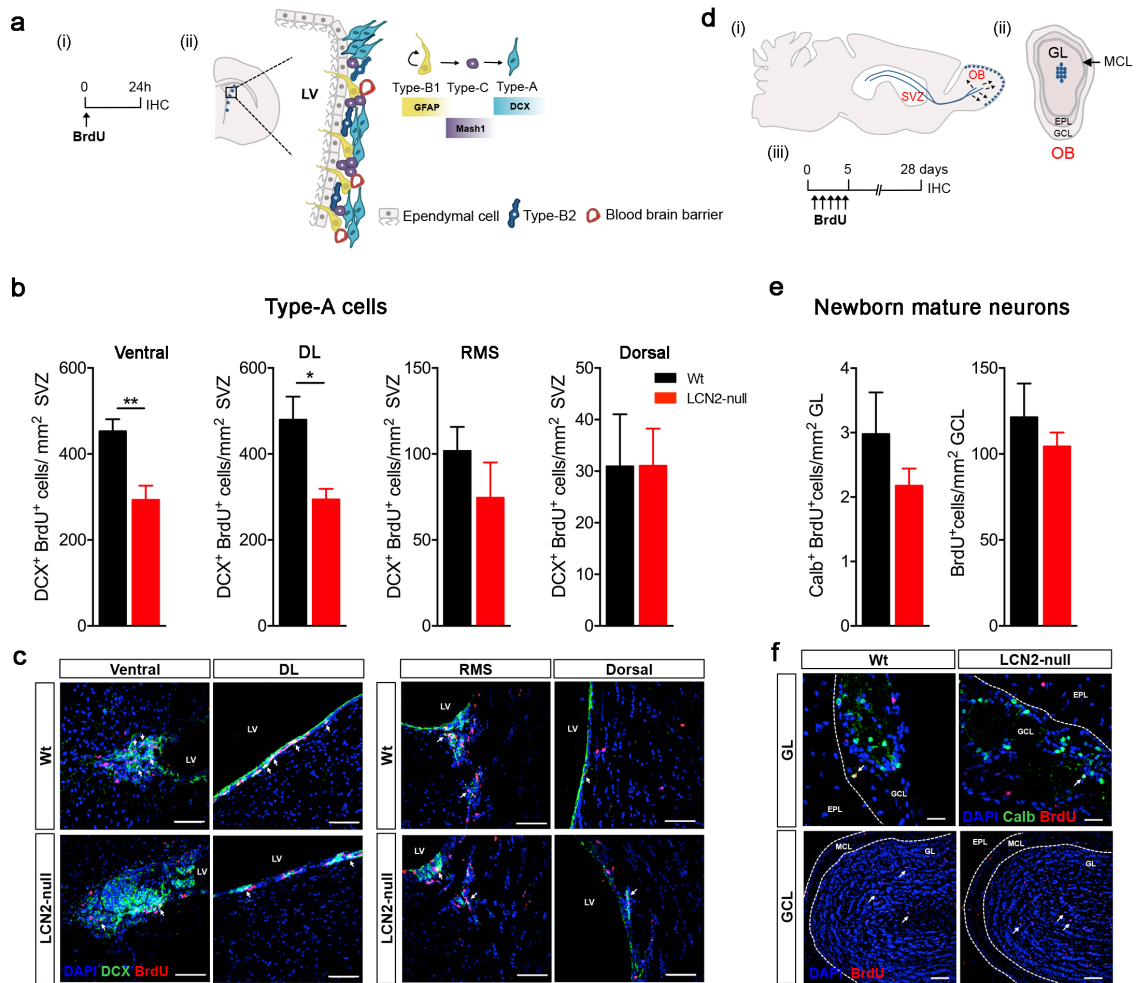 a
(i)
0
24h
IHC
BrdU
(ii)
LV
Type-B1
Type-C
Type-A
GFAP
DCX
Mash1
Ependymal cell
Type-B2
Blood brain barrier
d
(i)
SVZ
OB
(ii)
GL
MCL
EPL
GCL
OB
(iii)
0
5
28 days
IHC
BrdU
b
Type-A cells
Ventral
DCX+ BrdU+ cells/ mm2 SVZ
600
400
200
0
**
DL
DCX+ BrdU+ cells/mm2 SVZ
600
400
200
0
*
RMS
DCX+ BrdU+ cells/mm2 SVZ
150
100
50
0
Dorsal
DCX+ BrdU+ cells/mm2 SVZ
50
40
30
20
10
0
Wt
LCN2-null
e
Newborn mature neurons
Calb+ BrdU+cells/mm2 GL
4
3
2
1
0
BrdU+cells/mm2 GCL
150
100
50
0
c
Ventral
DL
RMS
Dorsal
Wt
LV
LV
Wt
LV
LV
LCN2-null
LV
DAPI DCX BrdU
LV
LCN2-null
LV
LV
f
Wt
LCN2-null
GL
EPL
GCL
EPL
GCL
DAPI Calb BrdU
GCL
MCL
GL
DAPI BrdU
EPL
MCL
GL